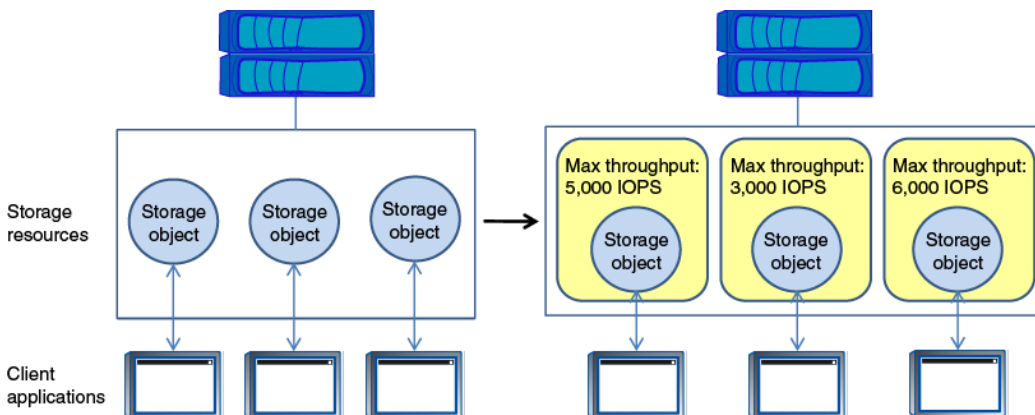 Max throughput:
5,000 IOPS
Max throughput:
3,000 IOPS
Max throughput:
6,000 IOPS
Storage
resources
Storage
object
Storage
object
Storage
object
Storage
object
Storage
object
Storage
object
Client
applications